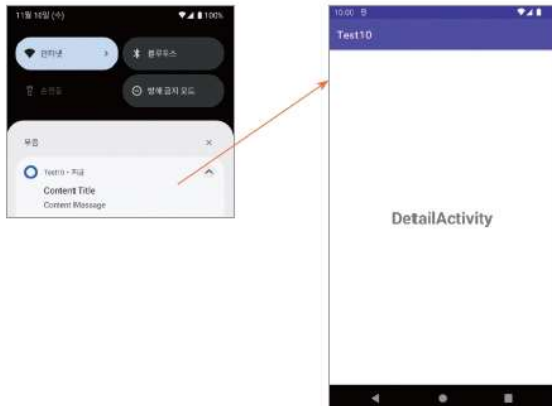 11월 16일 (수)
100%
인터넷
블루투스
손전등
방해 금지 모드
무음
Test10 • 지금
Content Title
Content Massage
10:00
Test10
DetailActivity